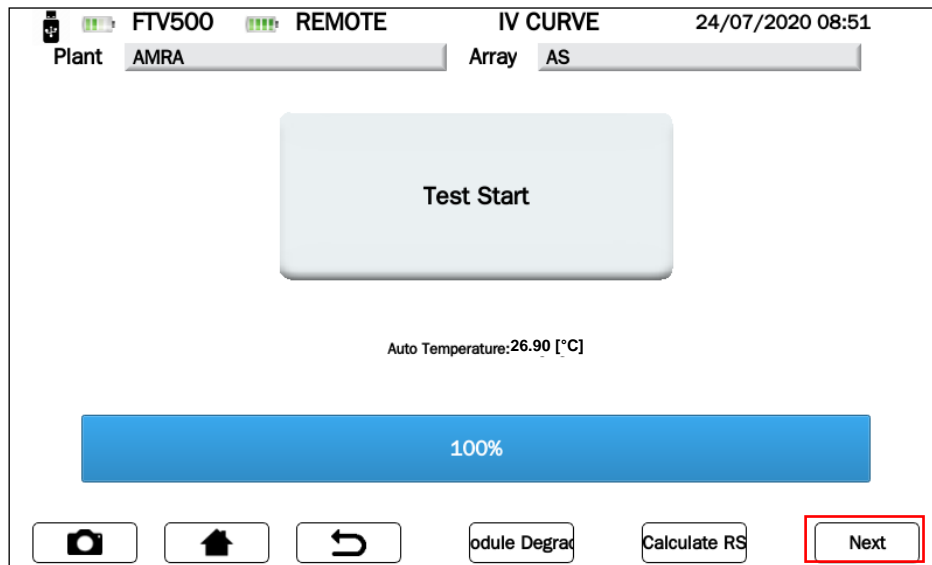 FTV500 REMOTE IV CURVE 24/07/2020 08:51
Plant AMRA Array AS
Test Start
Auto Temperature:26.90 [°C]
100%
odule Degrad Calculate RS Next